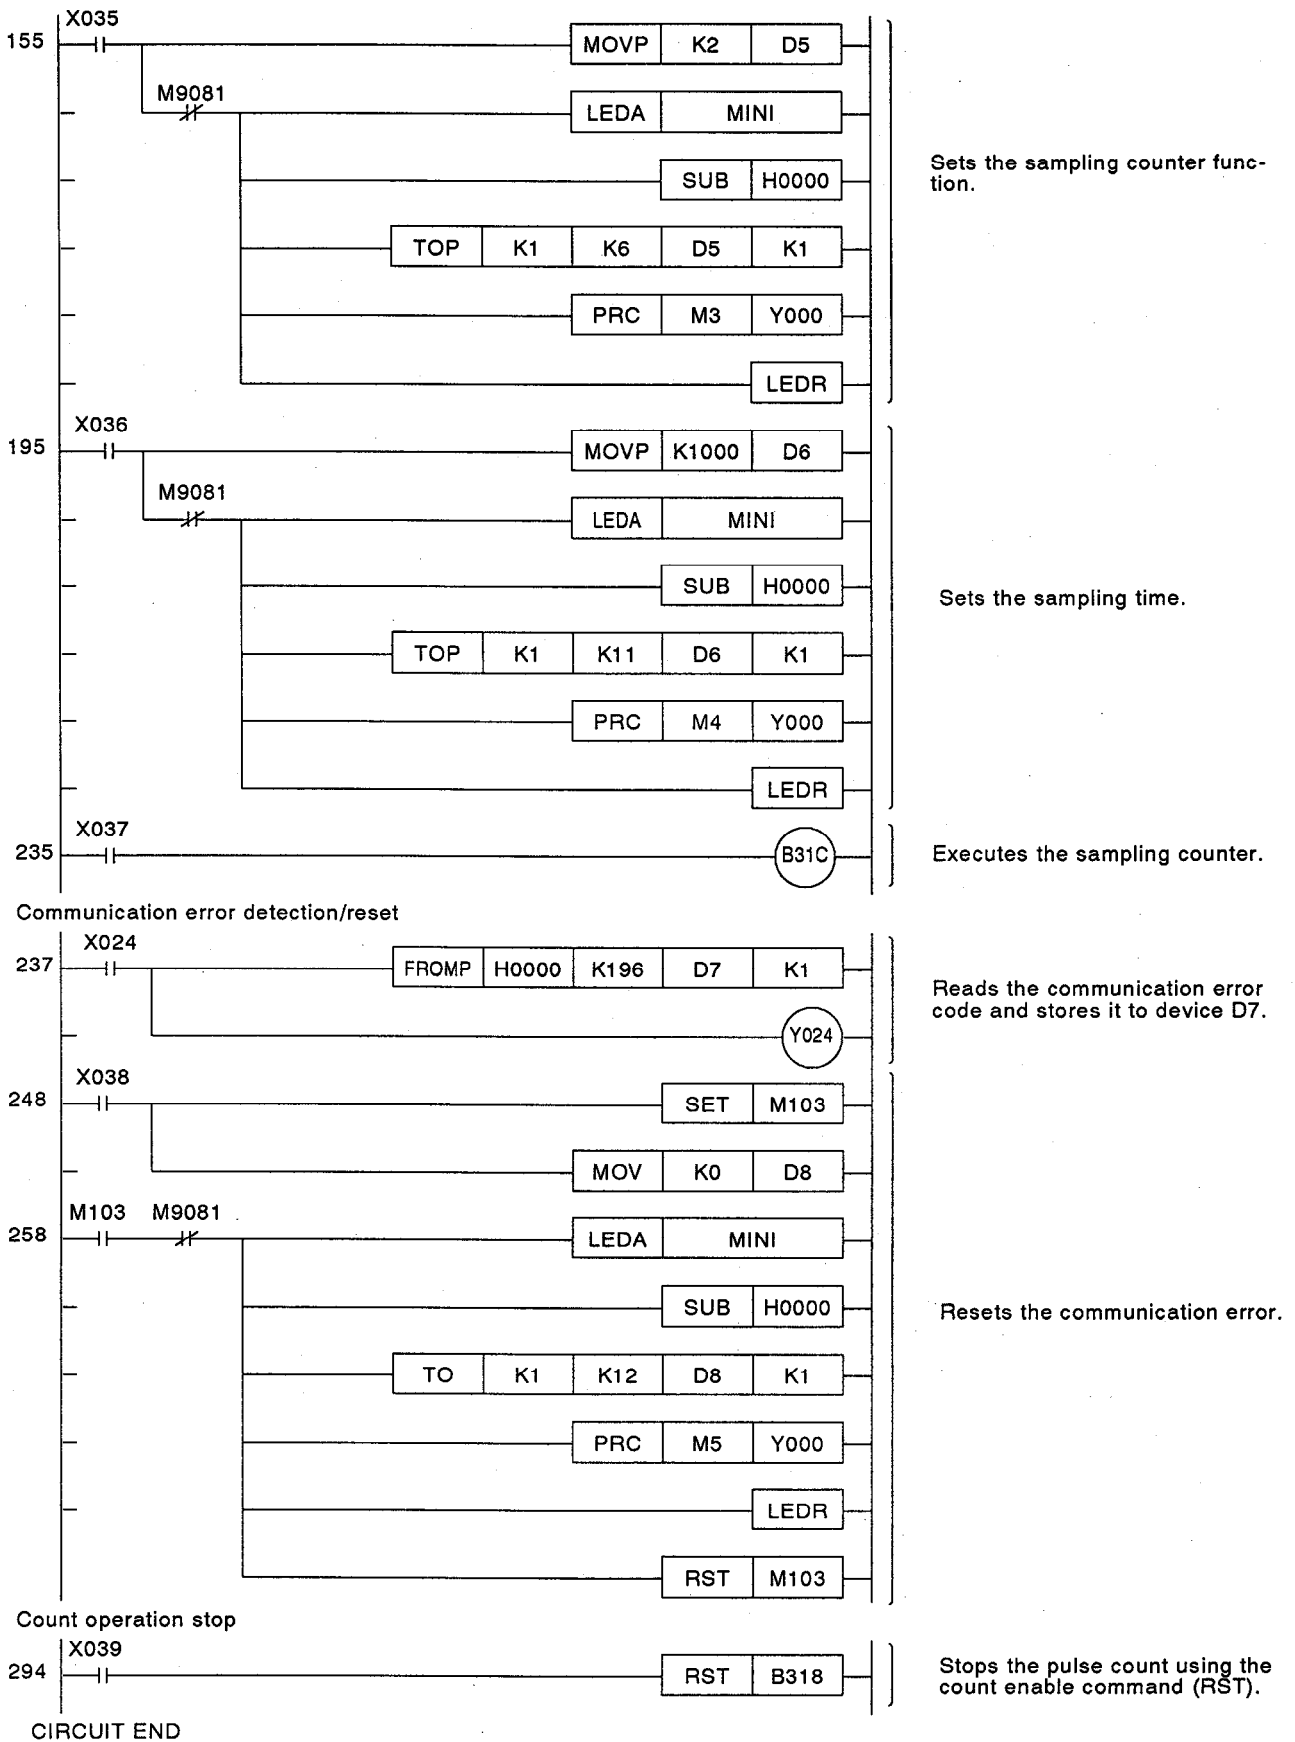 X035
155 MOVP K2 D5
M9081
LEDA MINI
Sets the sampling counter func-
tion.
SUB H0000
TOP K1 K6 D5 K1
PRC M3 Y000
LEDR
X036
195 MOVP K1000 D6
M9081
LEDA MINI
SUB H0000
Sets the sampling time.
TOP K1 K11 D6 K1
PRC M4 Y000
LEDR
X037
235 B31C Executes the sampling counter.
Communication error detection/reset
X024
237 FROMP H0000 K196 D7 K1
Reads the communication error
code and stores it to device D7.
Y024
X038
248 SET M103
MOV K0 D8
M103 M9081
258 LEDA MINI
SUB H0000
Resets the communication error.
TO K1 K12 D8 K1
PRC M5 Y000
LEDR
RST M103
Count operation stop
X039
294 RST B318
Stops the pulse count using the
count enable command (RST).
CIRCUIT END